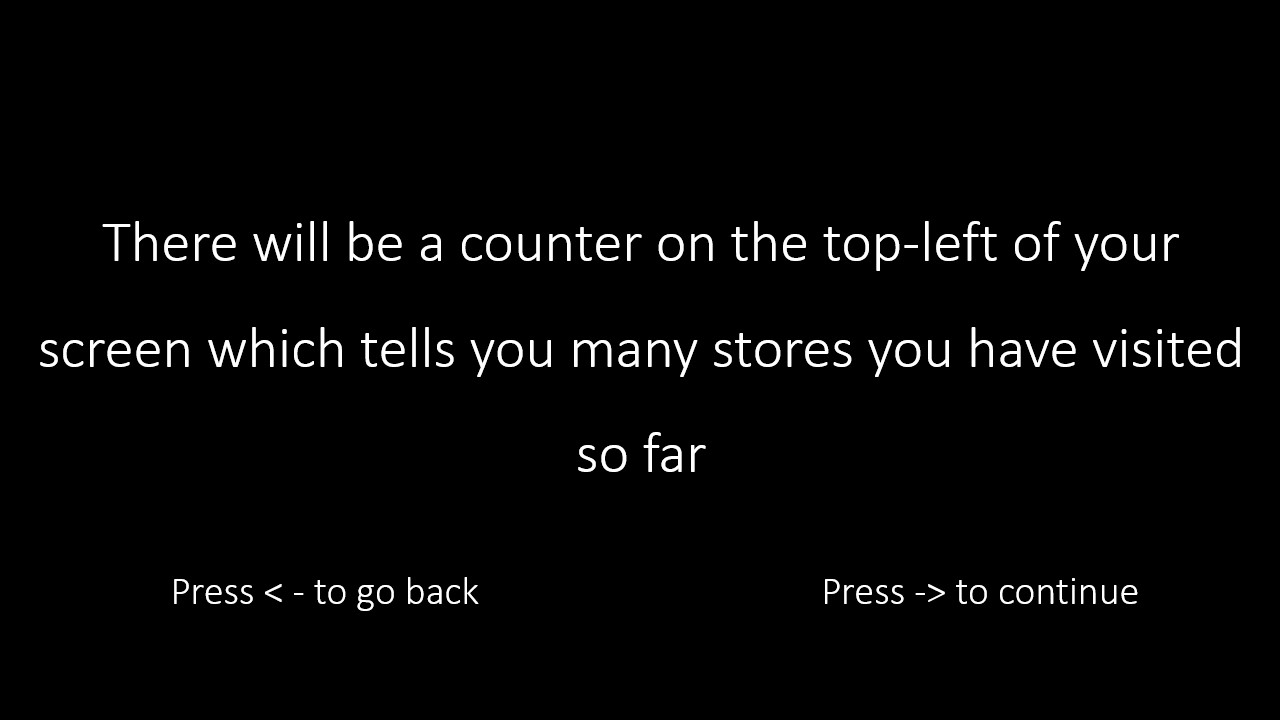 There will be a counter on the top-left of your
screen which tells you many stores you have visited
so far
Press < - to go back
Press -> to continue